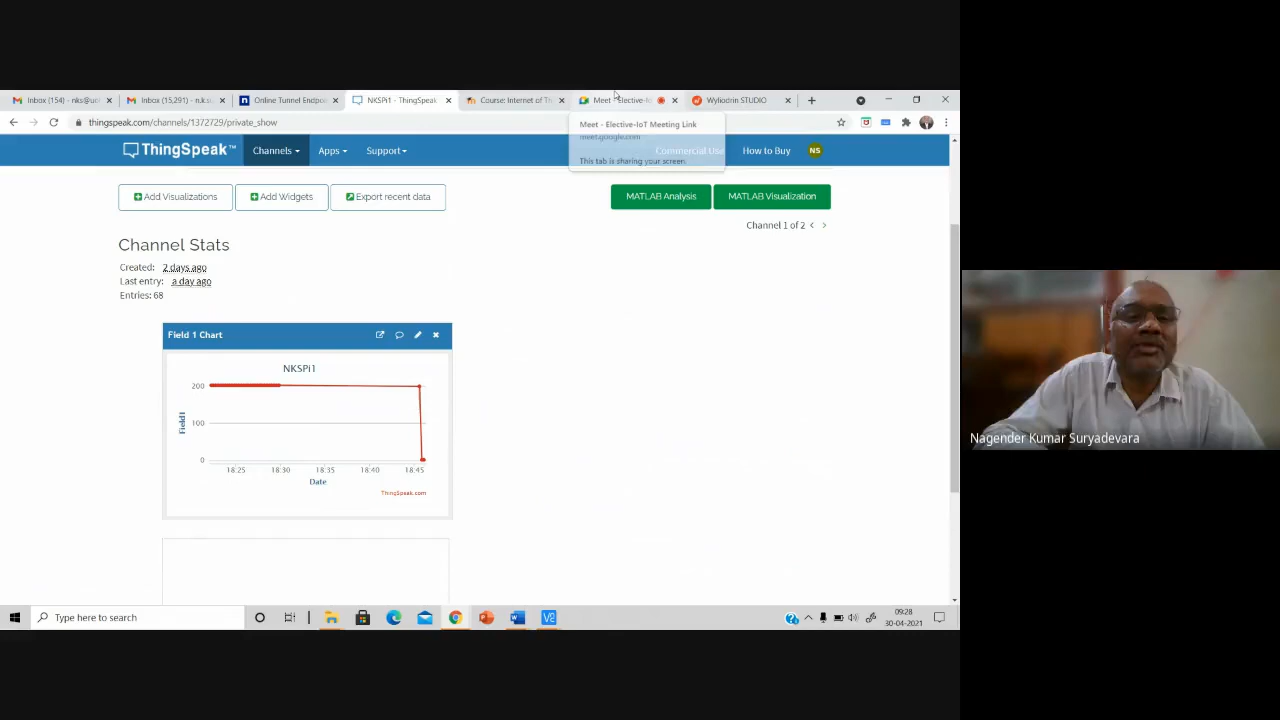 Inbox (154) - nks@uo
Inbox (15,291) - n.k.su
Online Tunnel Endpo
NKSPi1 - ThingSpeak
Course: Internet of Th
Meet - Elective-Io
Wyliodrin STUDIO
thingspeak.com/channels/1372729/private_show
Meet - Elective-IoT Meeting Link
meet.google.com
This tab is sharing your screen.
ThingSpeak™
Channels
Apps
Support
Commercial Use
How to Buy
NS
Add Visualizations
Add Widgets
Export recent data
MATLAB Analysis
MATLAB Visualization
Channel 1 of 2 < >
Channel Stats
Created: 2 days ago
Last entry: a day ago
Entries: 68
Field 1 Chart
NKSPi1
200
100
0
Field1
18:25 18:30 18:35 18:40 18:45
Date
ThingSpeak.com
Nagender Kumar Suryadevara
Type here to search
09:28
30-04-2021